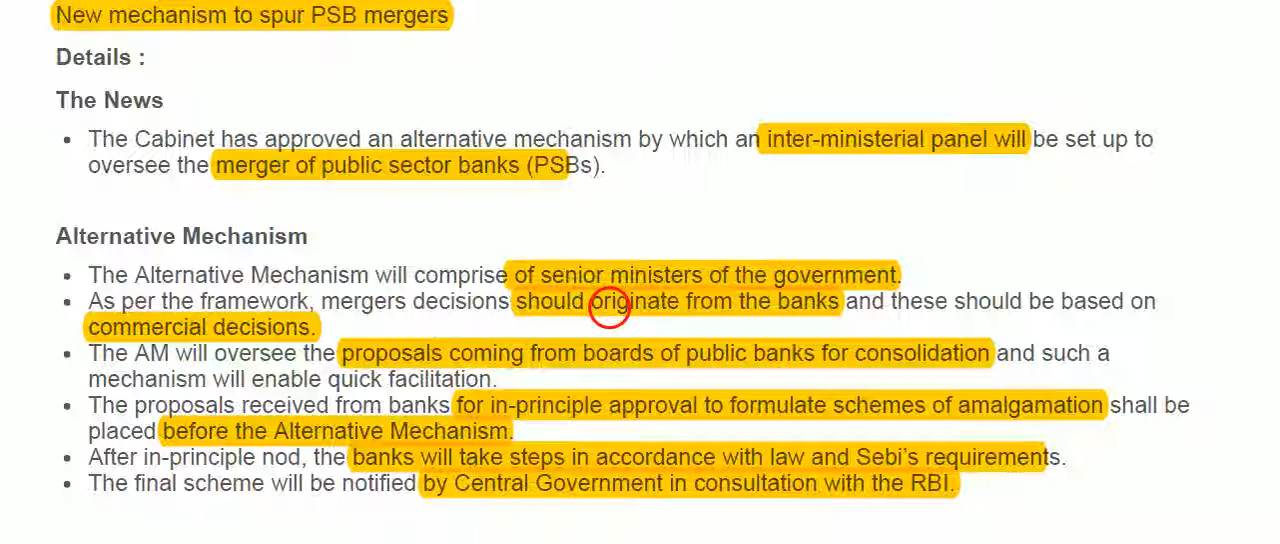 New mechanism to spur PSB mergers
Details :
The News
• The Cabinet has approved an alternative mechanism by which an inter-ministerial panel will be set up to
oversee the merger of public sector banks (PSBs).
Alternative Mechanism
• The Alternative Mechanism will comprise of senior ministers of the government.
• As per the framework, mergers decisions should originate from the banks and these should be based on
commercial decisions.
• The AM will oversee the proposals coming from boards of public banks for consolidation and such a
mechanism will enable quick facilitation.
• The proposals received from banks for in-principle approval to formulate schemes of amalgamation shall be
placed before the Alternative Mechanism.
• After in-principle nod, the banks will take steps in accordance with law and Sebi's requirements.
• The final scheme will be notified by Central Government in consultation with the RBI.